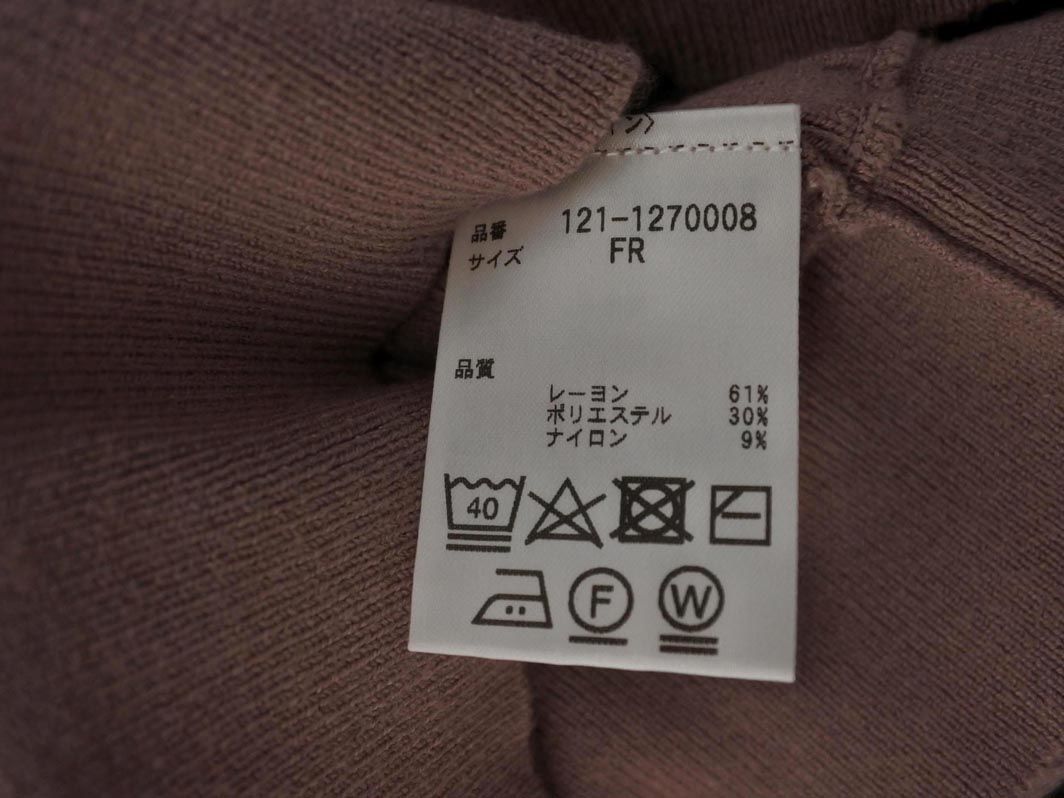 ン〉
品番 121-1270008
サイズ FR
品質
レーヨン 61%
ポリエステル 30%
ナイロン 9%
40
F W